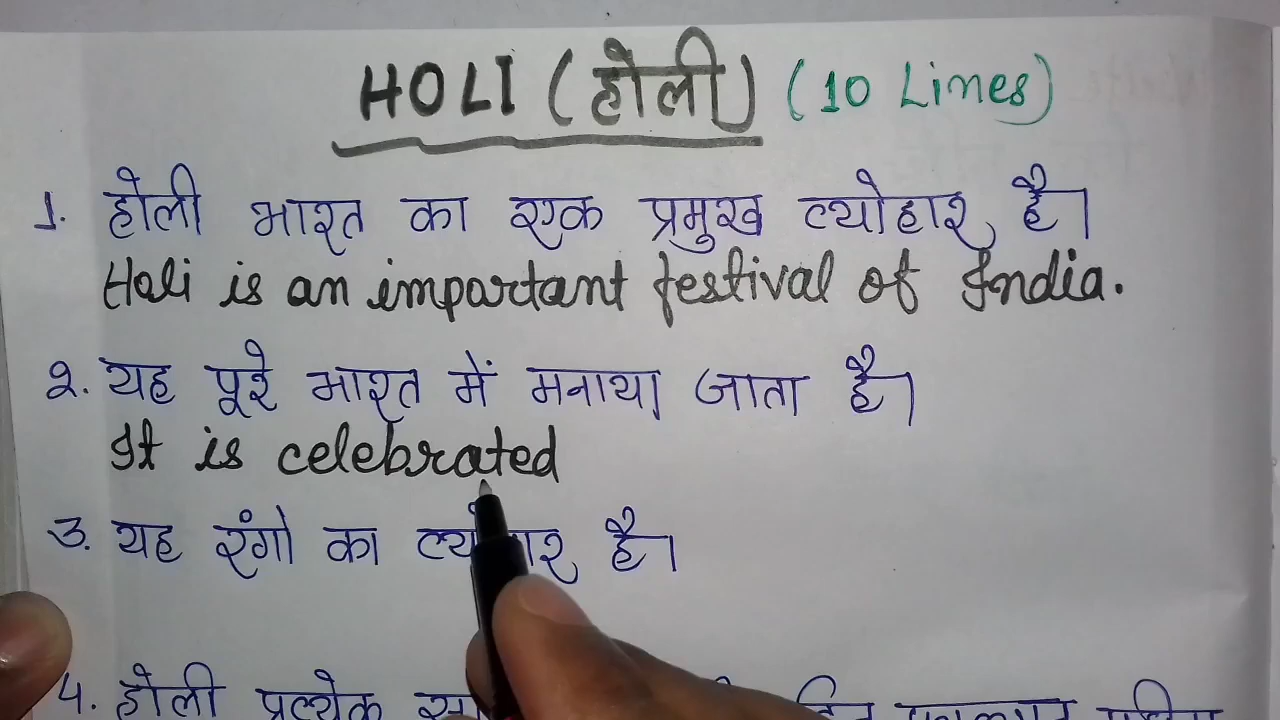 HOLI (होली) (10 Lines)
1. होली भारत का एक प्रमुख त्योहार है।
Holi is an important festival of India.
2. यह पूरे भारत में मनाया जाता है।
It is celebrated
3. यह रंगो का है।
4. होली प्रत्येक